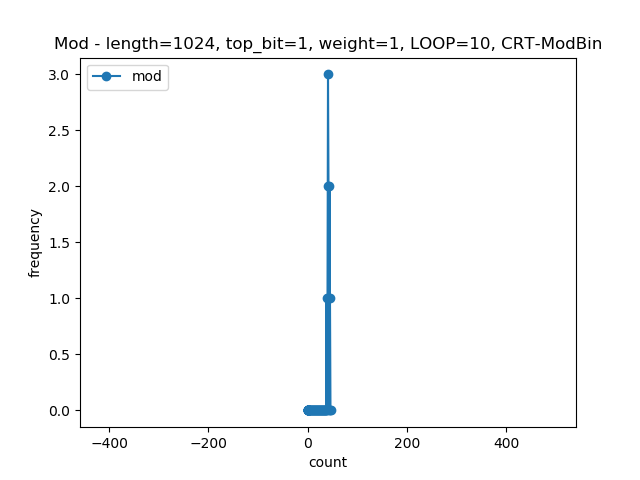 Mod - length=1024, top_bit=1, weight=1, LOOP=10, CRT-ModBin
mod
3.0
2.5
2.0
1.5
1.0
0.5
0.0
frequency
−400 −200 0 200 400
count